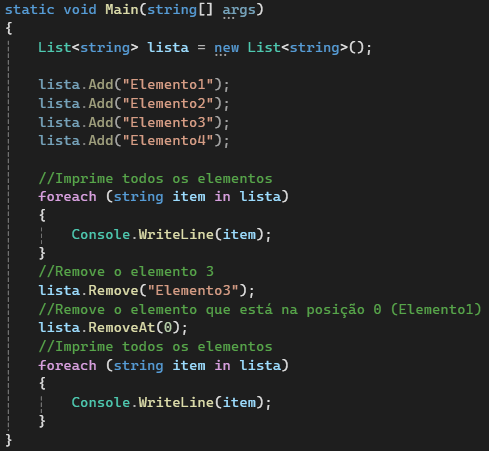 static void Main(string[] args)
{
    List<string> lista = new List<string>();

    lista.Add("Elemento1");
    lista.Add("Elemento2");
    lista.Add("Elemento3");
    lista.Add("Elemento4");

    //Imprime todos os elementos
    foreach (string item in lista)
    {
        Console.WriteLine(item);
    }
    //Remove o elemento 3
    lista.Remove("Elemento3");
    //Remove o elemento que está na posição 0 (Elemento1)
    lista.RemoveAt(0);
    //Imprime todos os elementos
    foreach (string item in lista)
    {
        Console.WriteLine(item);
    }
}